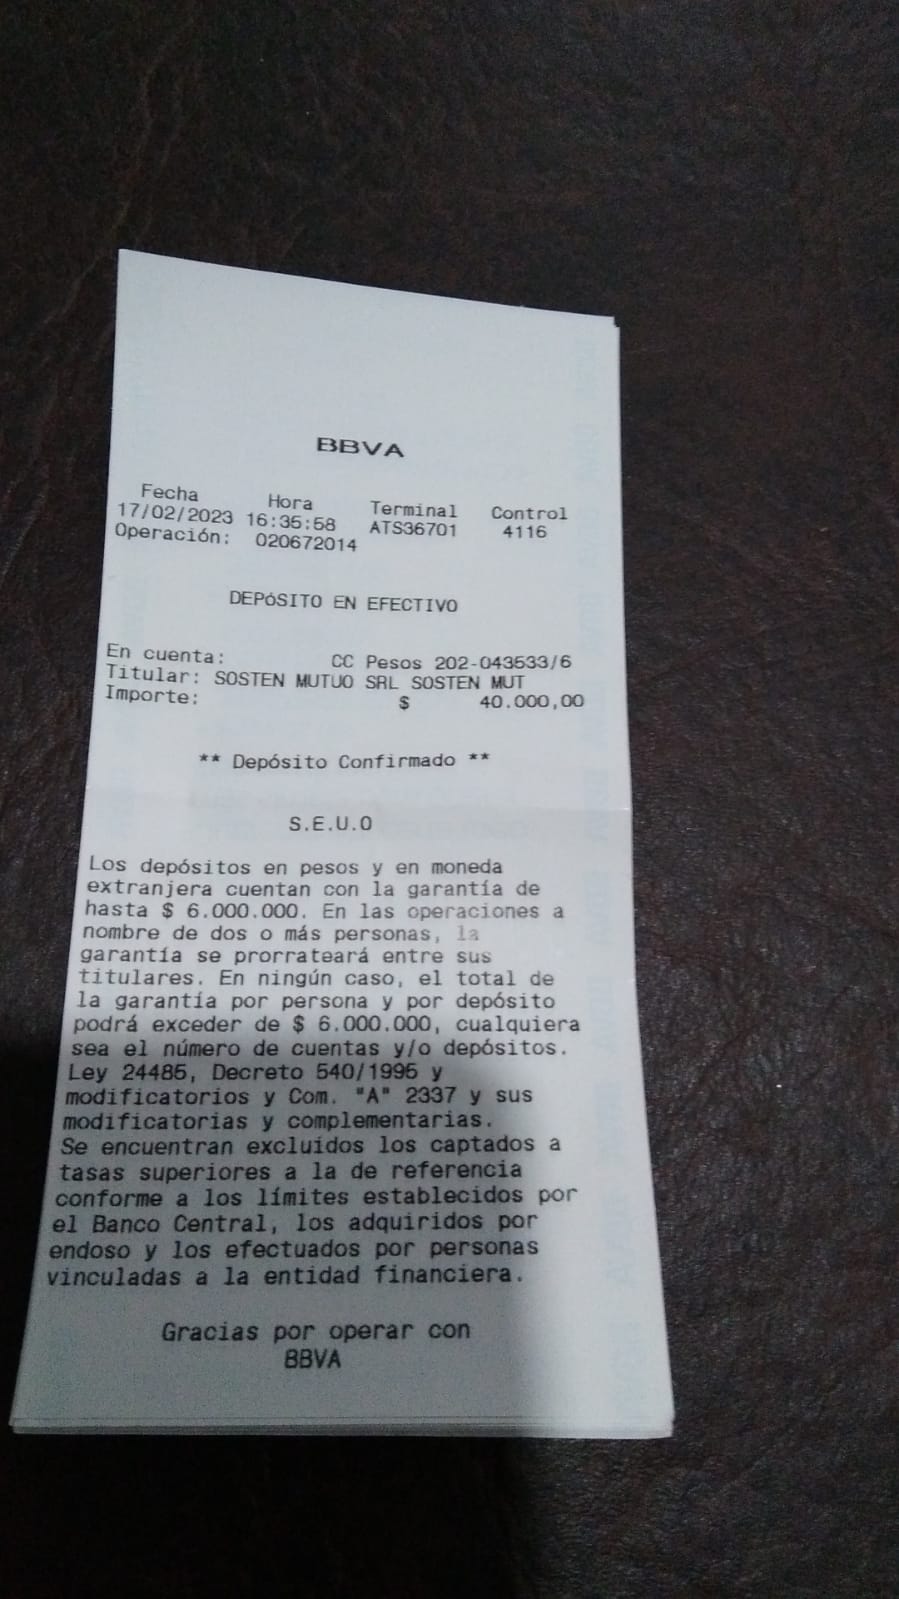 BBVA
Fecha Hora Terminal Control
17/02/2023 16:35:58 ATS36701 4116
Operación: 020672014
DEPóSITO EN EFECTIVO
En cuenta: CC Pesos 202-043533/6
Titular: SOSTEN MUTUO SRL SOSTEN MUT
Importe: $ 40.000,00
** Depósito Confirmado **
S.E.U.O
Los depósitos en pesos y en moneda
extranjera cuentan con la garantía de
hasta $ 6.000.000. En las operaciones a
nombre de dos o más personas, la
garantía se prorrateará entre sus
titulares. En ningún caso, el total de
la garantía por persona y por depósito
podrá exceder de $ 6.000.000, cualquiera
sea el número de cuentas y/o depósitos.
Ley 24485, Decreto 540/1995 y
modificatorios y Com. "A" 2337 y sus
modificatorias y complementarias.
Se encuentran excluídos los captados a
tasas superiores a la de referencia
conforme a los límites establecidos por
el Banco Central, los adquiridos por
endoso y los efectuados por personas
vinculadas a la entidad financiera.
Gracias por operar con
BBVA